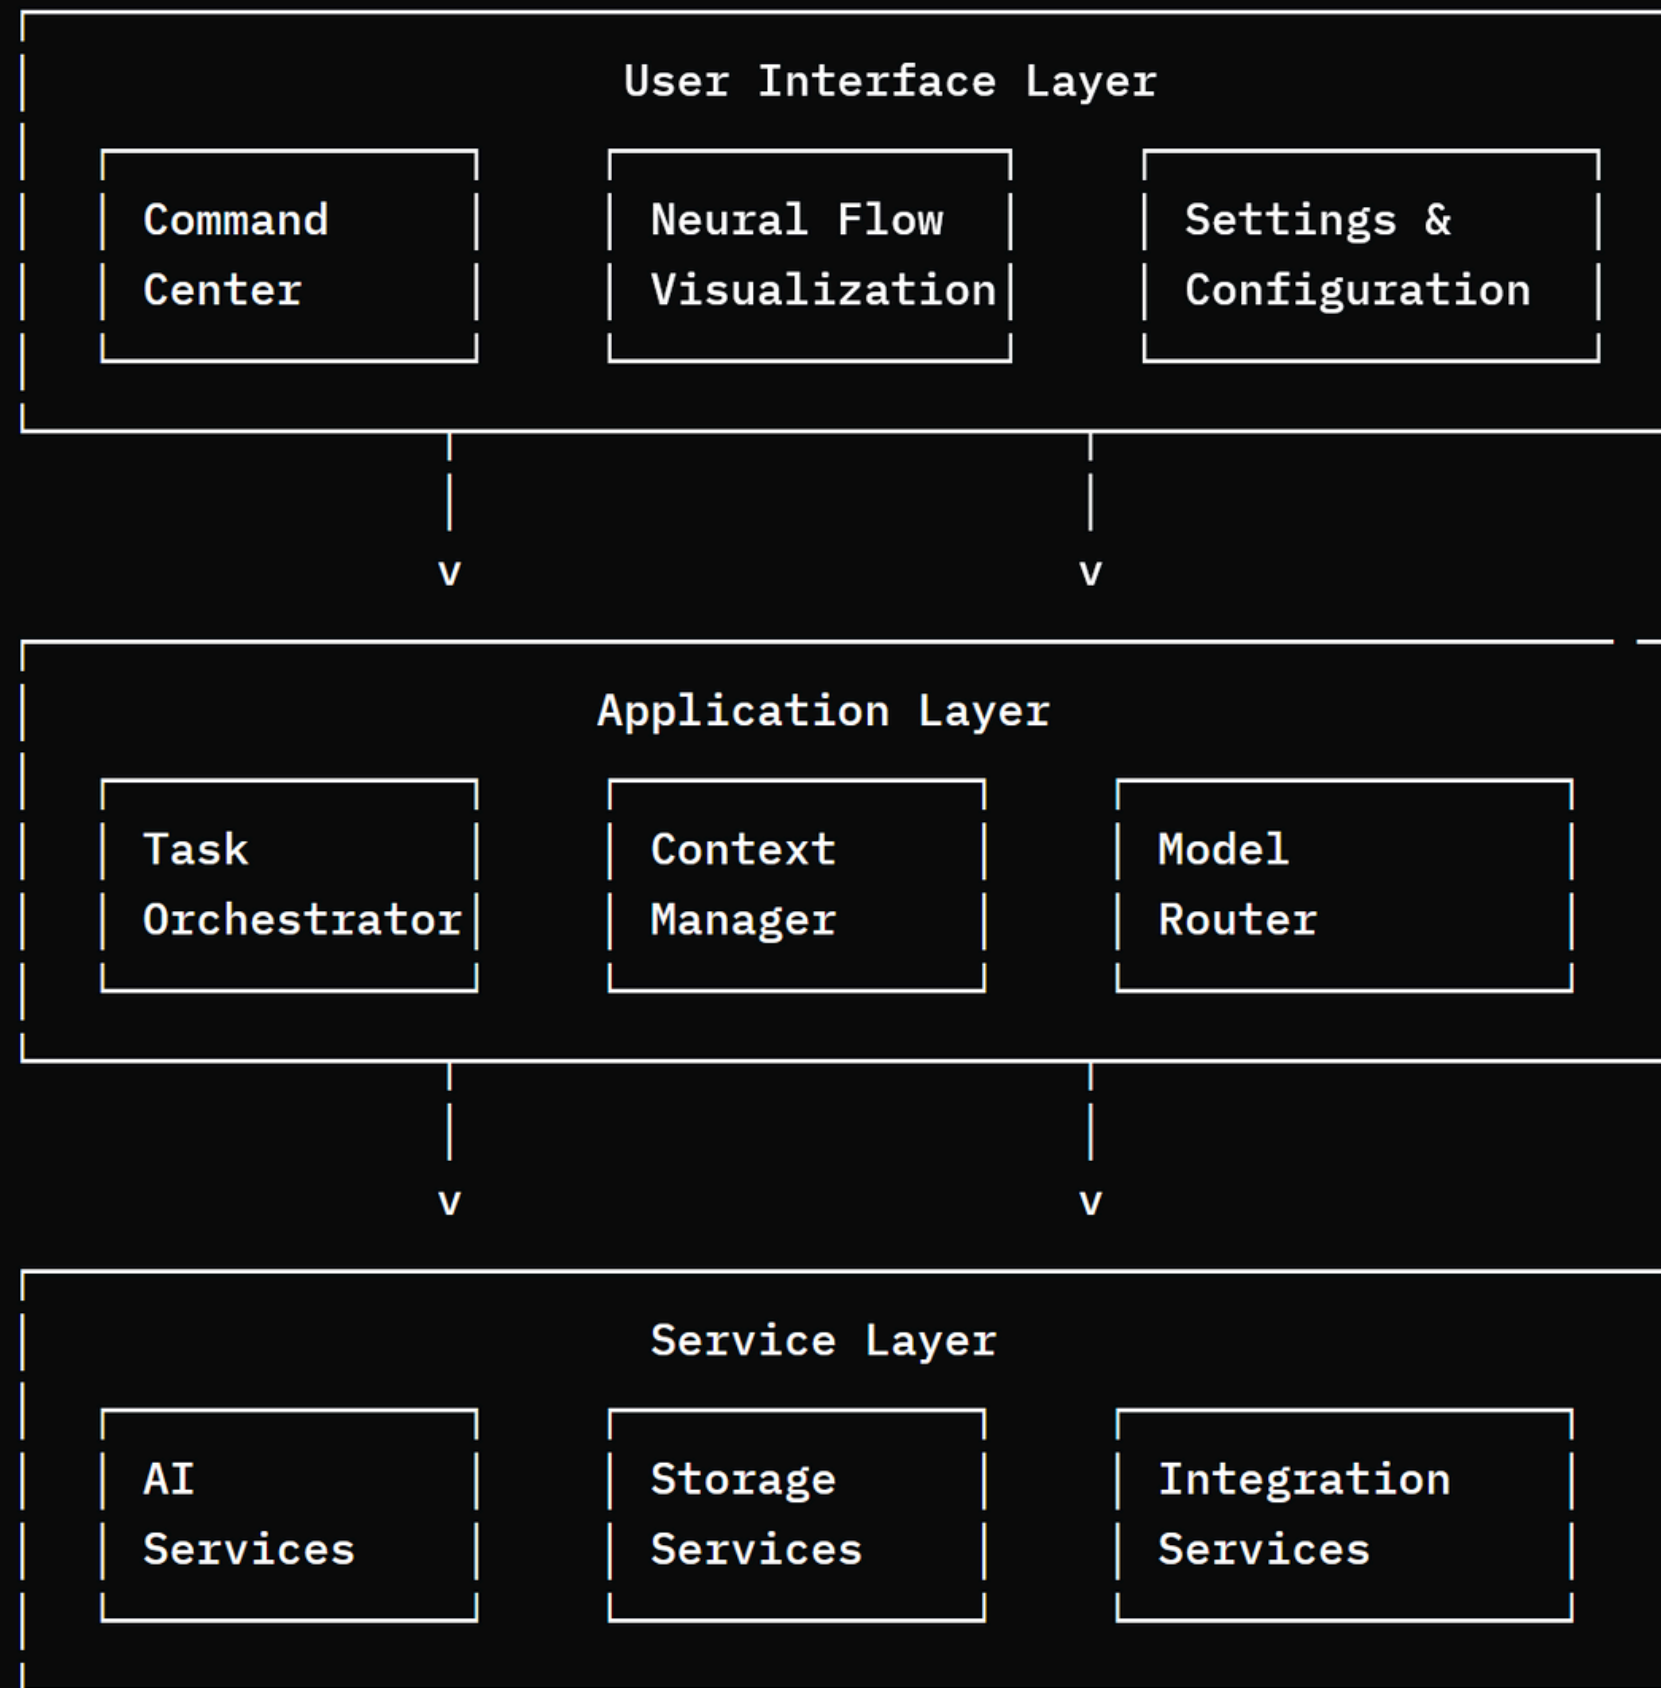 User Interface Layer
Command Neural Flow Settings &
Center Visualization Configuration
v v
Application Layer
Task Context Model
Orchestrator Manager Router
v v
Service Layer
AI Storage Integration
Services Services Services